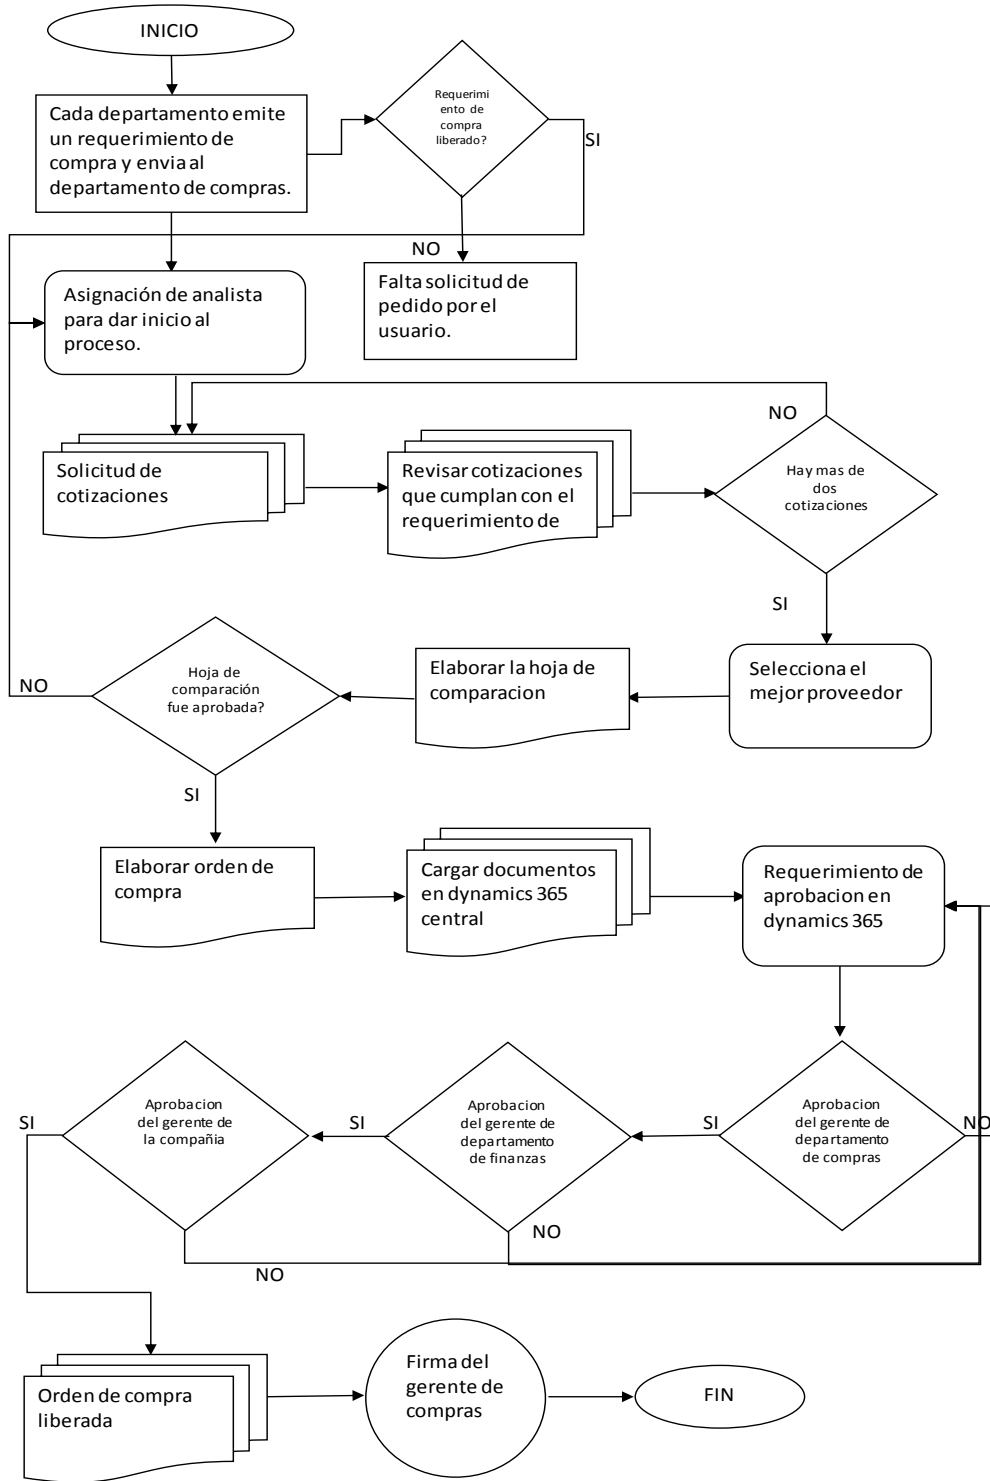 INICIO
Cada departamento emite
un requerimiento de
compra y envia al
departamento de compras.
Requerimi
ento de
compra
liberado?
SI
NO
Falta solicitud de
pedido por el
usuario.
Asignación de analista
para dar inicio al
proceso.
Solicitud de
cotizaciones
Revisar cotizaciones
que cumplan con el
requerimiento de
NO
Hay mas de
dos
cotizaciones
SI
Selecciona el
mejor proveedor
Elaborar la hoja de
comparacion
Hoja de
comparación
fue aprobada?
NO
SI
Elaborar orden de
compra
Cargar documentos
en dynamics 365
central
Requerimiento de
aprobacion en
dynamics 365
Aprobacion
del gerente de
departamento
de compras
NO
SI
Aprobacion
del gerente de
departamento
de finanzas
NO
SI
Aprobacion
del gerente de
la compañia
NO
SI
Orden de compra
liberada
Firma del
gerente de
compras
FIN